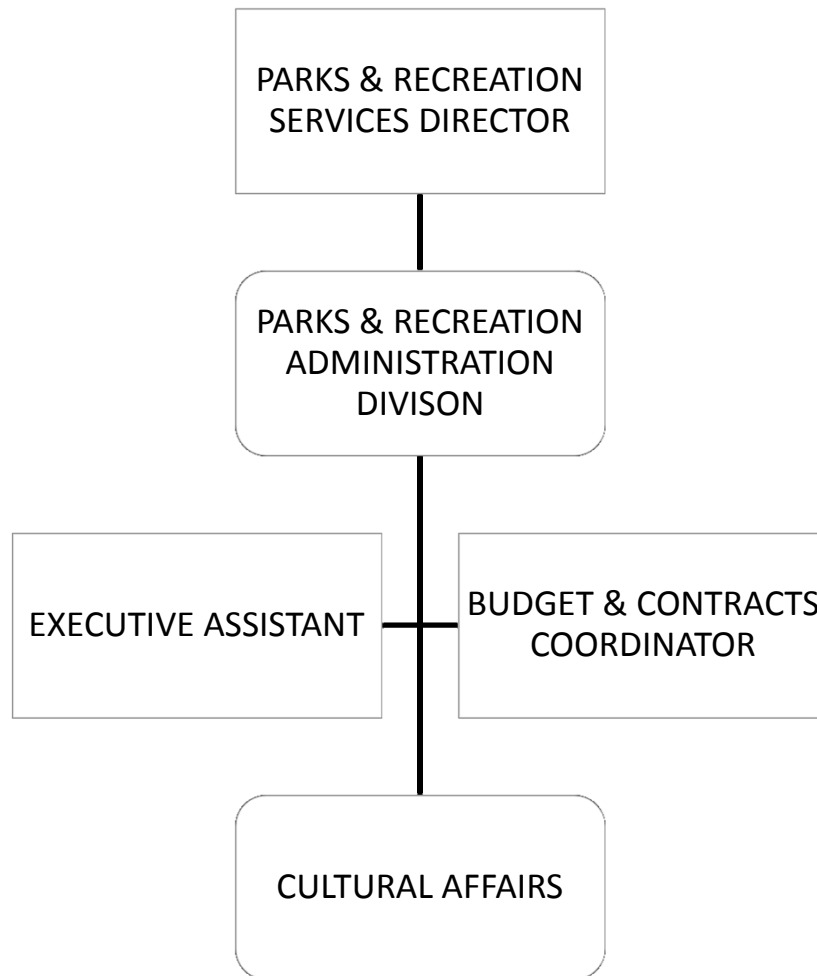 PARKS & RECREATION
SERVICES DIRECTOR
PARKS & RECREATION
ADMINISTRATION
DIVISON
EXECUTIVE ASSISTANT
BUDGET & CONTRACTS
COORDINATOR
CULTURAL AFFAIRS